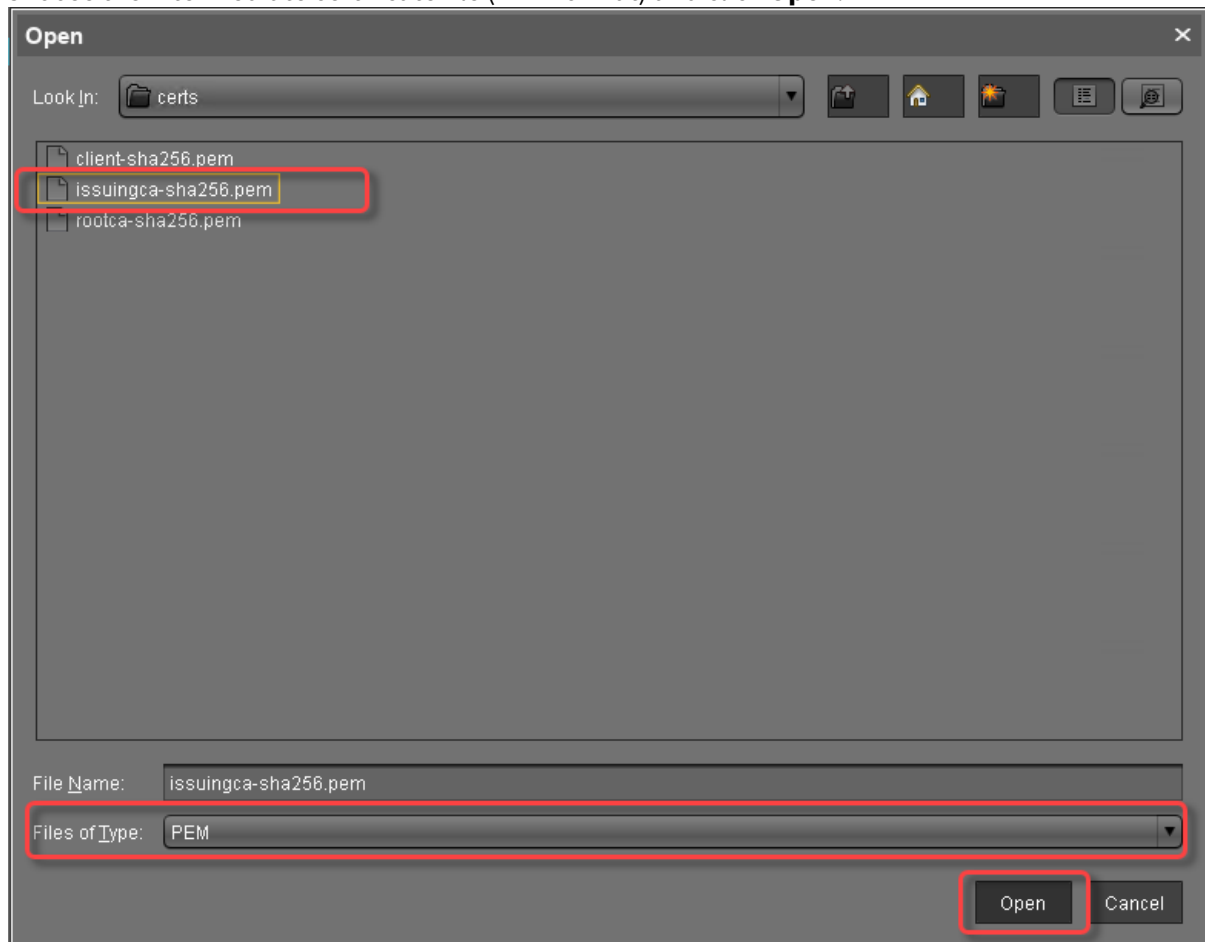 Open
Look In: certs
client-sha256.pem
issuingca-sha256.pem
rootca-sha256.pem
File Name: issuingca-sha256.pem
Files of Type: PEM
Open Cancel